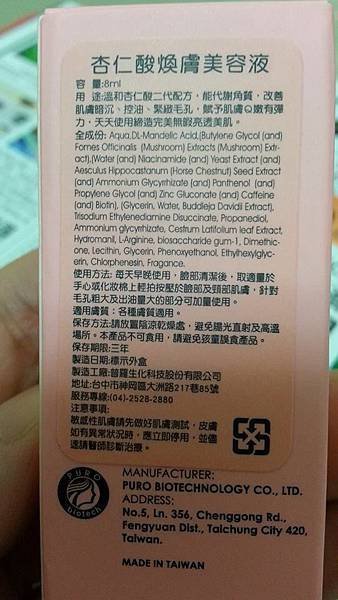 杏仁酸煥膚美容液
容 量:8ml
用 途:溫和杏仁酸二代配方，能代謝角質，改善
肌膚暗沉、控油、緊緻毛孔，賦予肌膚Q嫩有彈
力，天天使用締造完美無假亮透美肌。
全成份: Aqua,DL-Mandelic Acid,(Butylene Glycol (and)
Fomes Officinalis (Mushroom) Extracts (Mushroom) Extr-
act),(Water (and) Niacinamide (and) Yeast Extract (and)
Aesculus Hippocastanum (Horse Chestnut) Seed Extract
(and) Ammonium Glycyrrhizate (and) Panthenol (and)
Propylene Glycol (and) Zinc Gluconate (and) Caffeine
(and) Biotin), (Glycerin, Water, Buddleja Davidii Extract),
Trisodium Ethylenediamine Disuccinate, Propanediol,
Ammonium glycyrrhizate, Cestrum Latifolium leaf Extract,
Hydromanil, L-Arginine, biosaccharide gum-1, Dimethic-
one, Lecithin, Glycerin, Phenoxyethanol, Ethylhexylglyc-
erin, Chlorphenesin, Fragance.
使用方法: 每天早晚使用，臉部清潔後，取適量於
手心或化妝棉上輕拍按壓於臉部及頸部肌膚，針對
毛孔粗大及出油量大的部分可加量使用。
適用膚質：各種膚質適用。
保存方法:請放置陰涼乾燥處，避免陽光直射及高溫
場所。本產品不可食用，請避免孩童誤食產品。
保存期限:三年
製造日期:標示外盒
製造工廠:普羅生化科技股份有限公司
地址:台中市神岡區大洲路217巷85號
服務專線:(04)-2528-2880
注意事項:
敏感性肌膚請先做好肌膚測試，皮膚
如有異常狀況時，應立即停用，並儘
速請醫師診斷治療。
PURO
biotech
MANUFACTURER:
PURO BIOTECHNOLOGY CO., LTD.
ADDRESS:
No.5, Ln. 356, Chenggong Rd.,
Fengyuan Dist., Taichung City 420,
Taiwan.
MADE IN TAIWAN